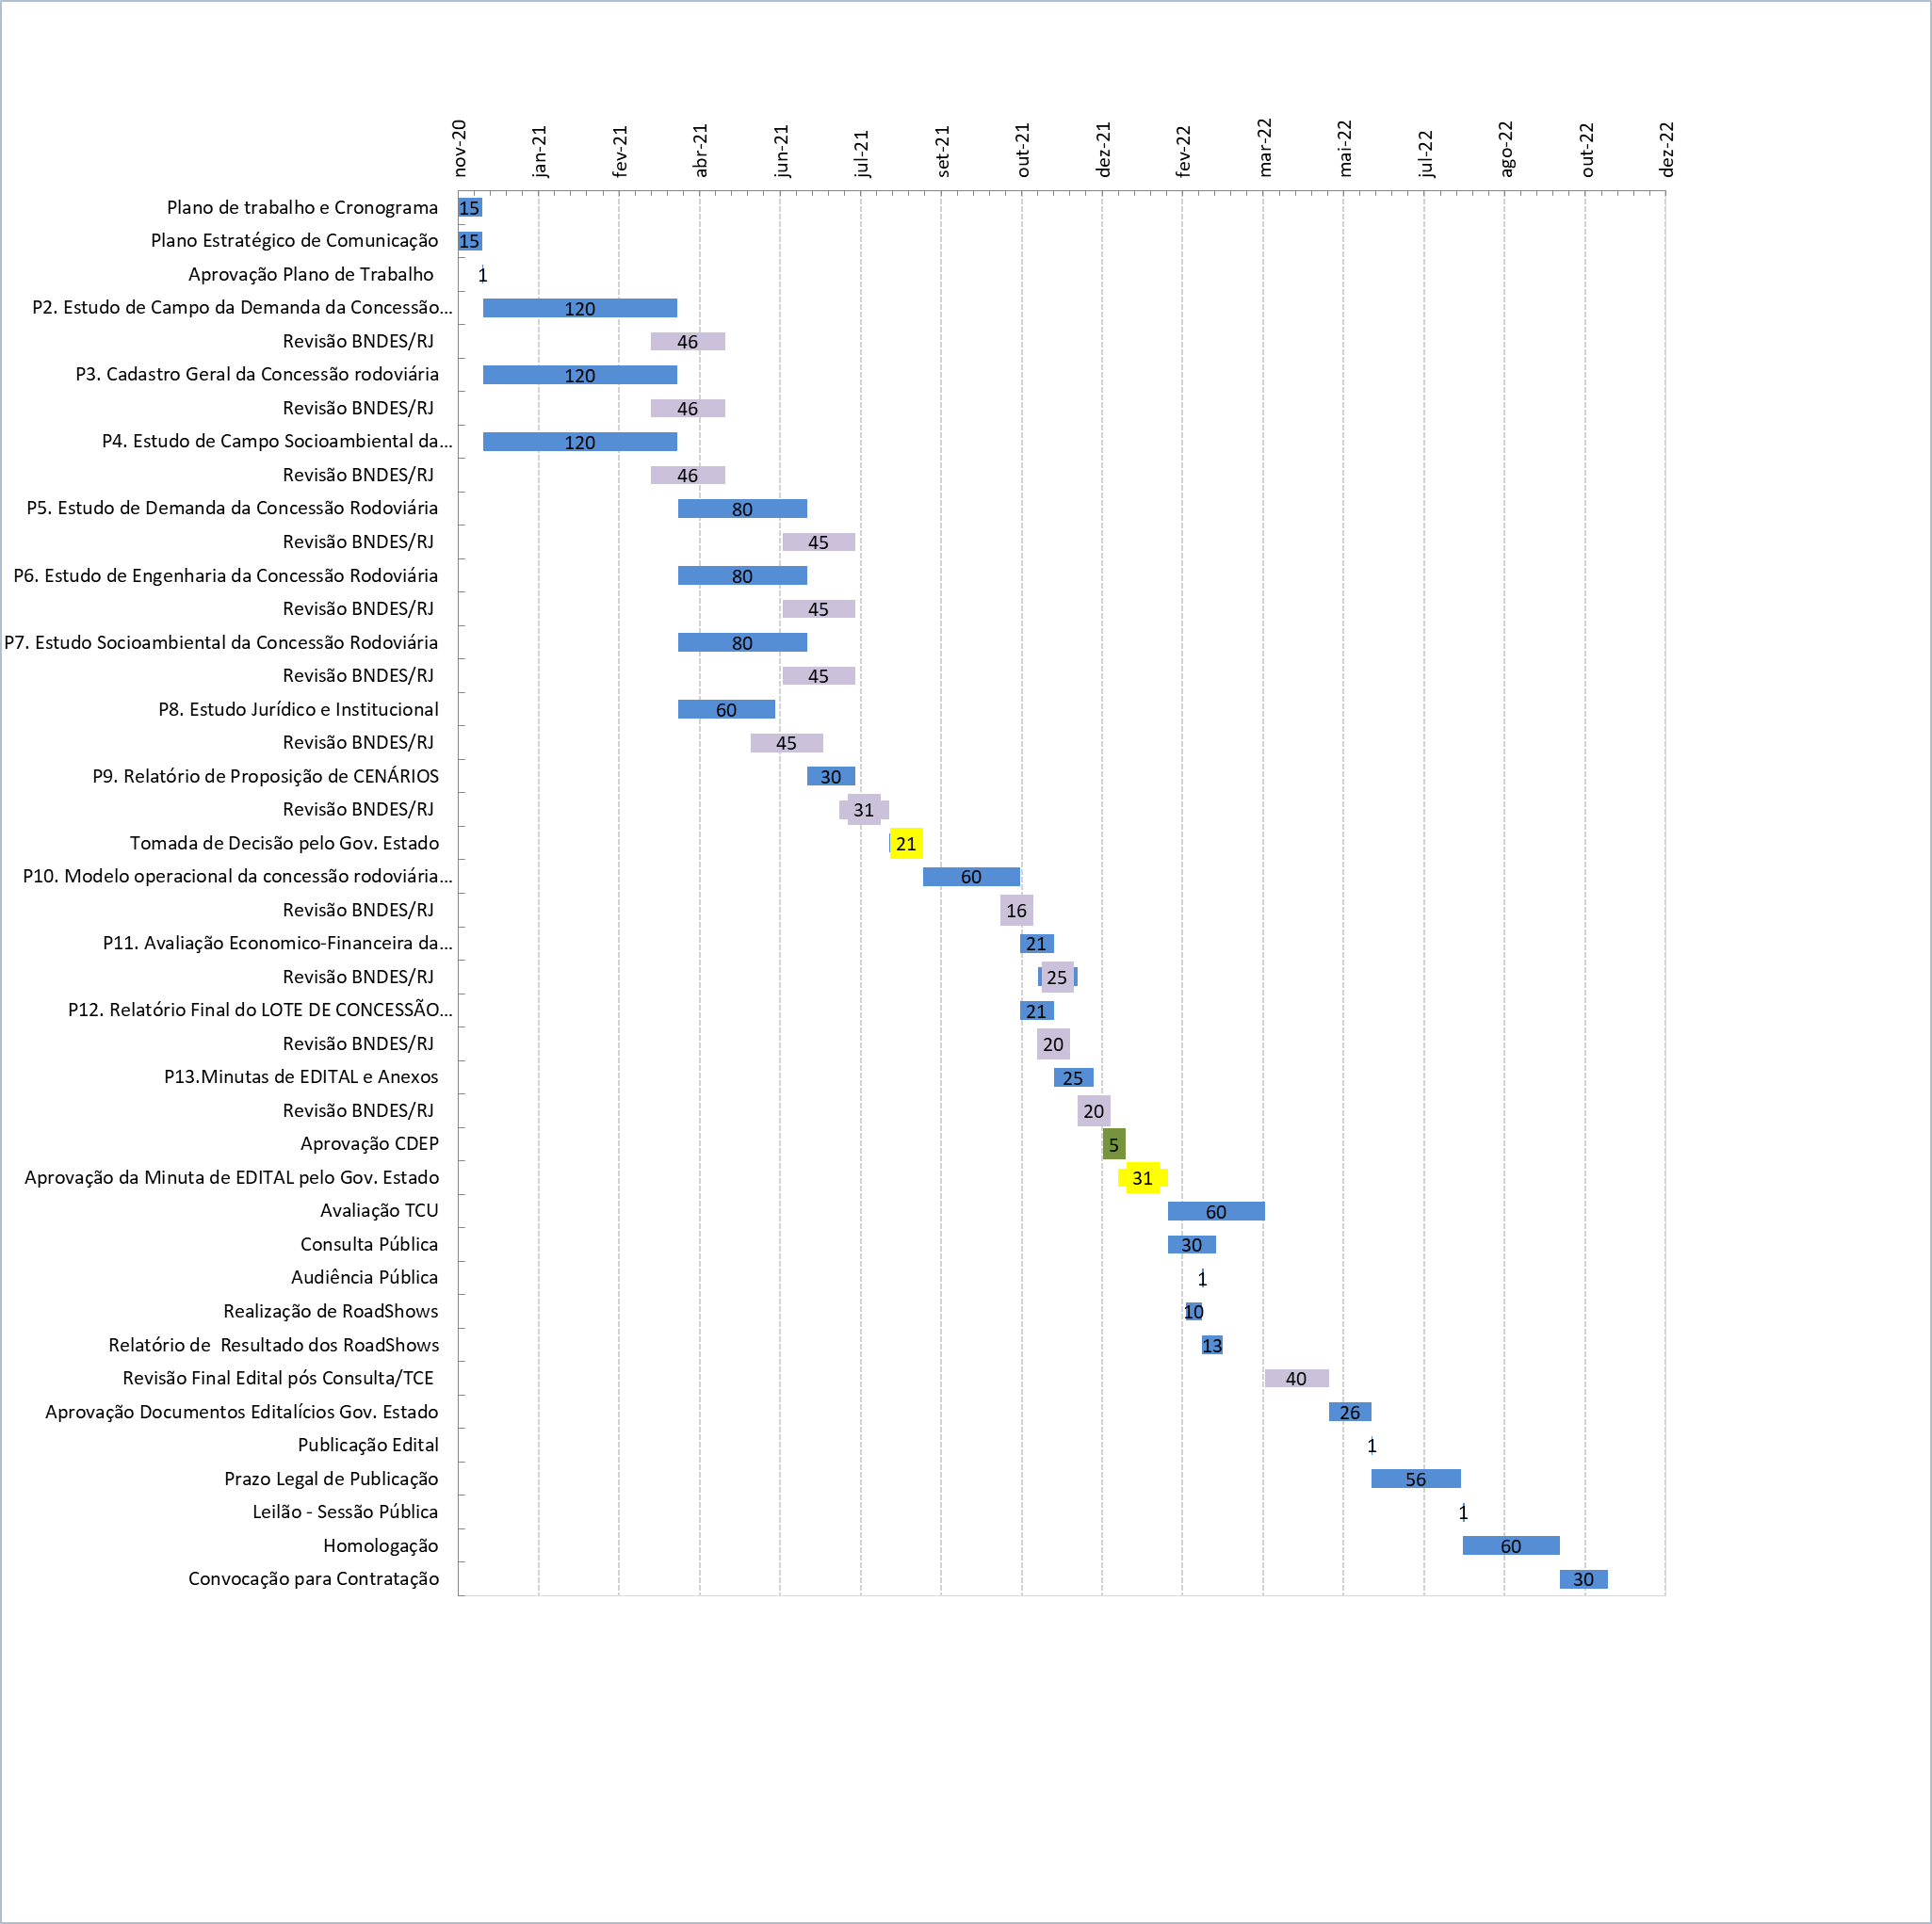 nov-20
jan-21
fev-21
abr-21
jun-21
jul-21
set-21
out-21
dez-21
fev-22
mar-22
mai-22
jul-22
ago-22
out-22
dez-22
Plano de trabalho e Cronograma 15
Plano Estratégico de Comunicação 15
Aprovação Plano de Trabalho 1
P2. Estudo de Campo da Demanda da Concessão... 120
Revisão BNDES/RJ 46
P3. Cadastro Geral da Concessão rodoviária 120
Revisão BNDES/RJ 46
P4. Estudo de Campo Socioambiental da... 120
Revisão BNDES/RJ 46
P5. Estudo de Demanda da Concessão Rodoviária 80
Revisão BNDES/RJ 45
P6. Estudo de Engenharia da Concessão Rodoviária 80
Revisão BNDES/RJ 45
P7. Estudo Socioambiental da Concessão Rodoviária 80
Revisão BNDES/RJ 45
P8. Estudo Jurídico e Institucional 60
Revisão BNDES/RJ 45
P9. Relatório de Proposição de CENÁRIOS 30
Revisão BNDES/RJ 31
Tomada de Decisão pelo Gov. Estado 21
P10. Modelo operacional da concessão rodoviária... 60
Revisão BNDES/RJ 16
P11. Avaliação Economico-Financeira da... 21
Revisão BNDES/RJ 25
P12. Relatório Final do LOTE DE CONCESSÃO... 21
Revisão BNDES/RJ 20
P13.Minutas de EDITAL e Anexos 25
Revisão BNDES/RJ 20
Aprovação CDEP 5
Aprovação da Minuta de EDITAL pelo Gov. Estado 31
Avaliação TCU 60
Consulta Pública 30
Audiência Pública 1
Realização de RoadShows 10
Relatório de  Resultado dos RoadShows 13
Revisão Final Edital pós Consulta/TCE 40
Aprovação Documentos Editalícios Gov. Estado 26
Publicação Edital 1
Prazo Legal de Publicação 56
Leilão - Sessão Pública 1
Homologação 60
Convocação para Contratação 30